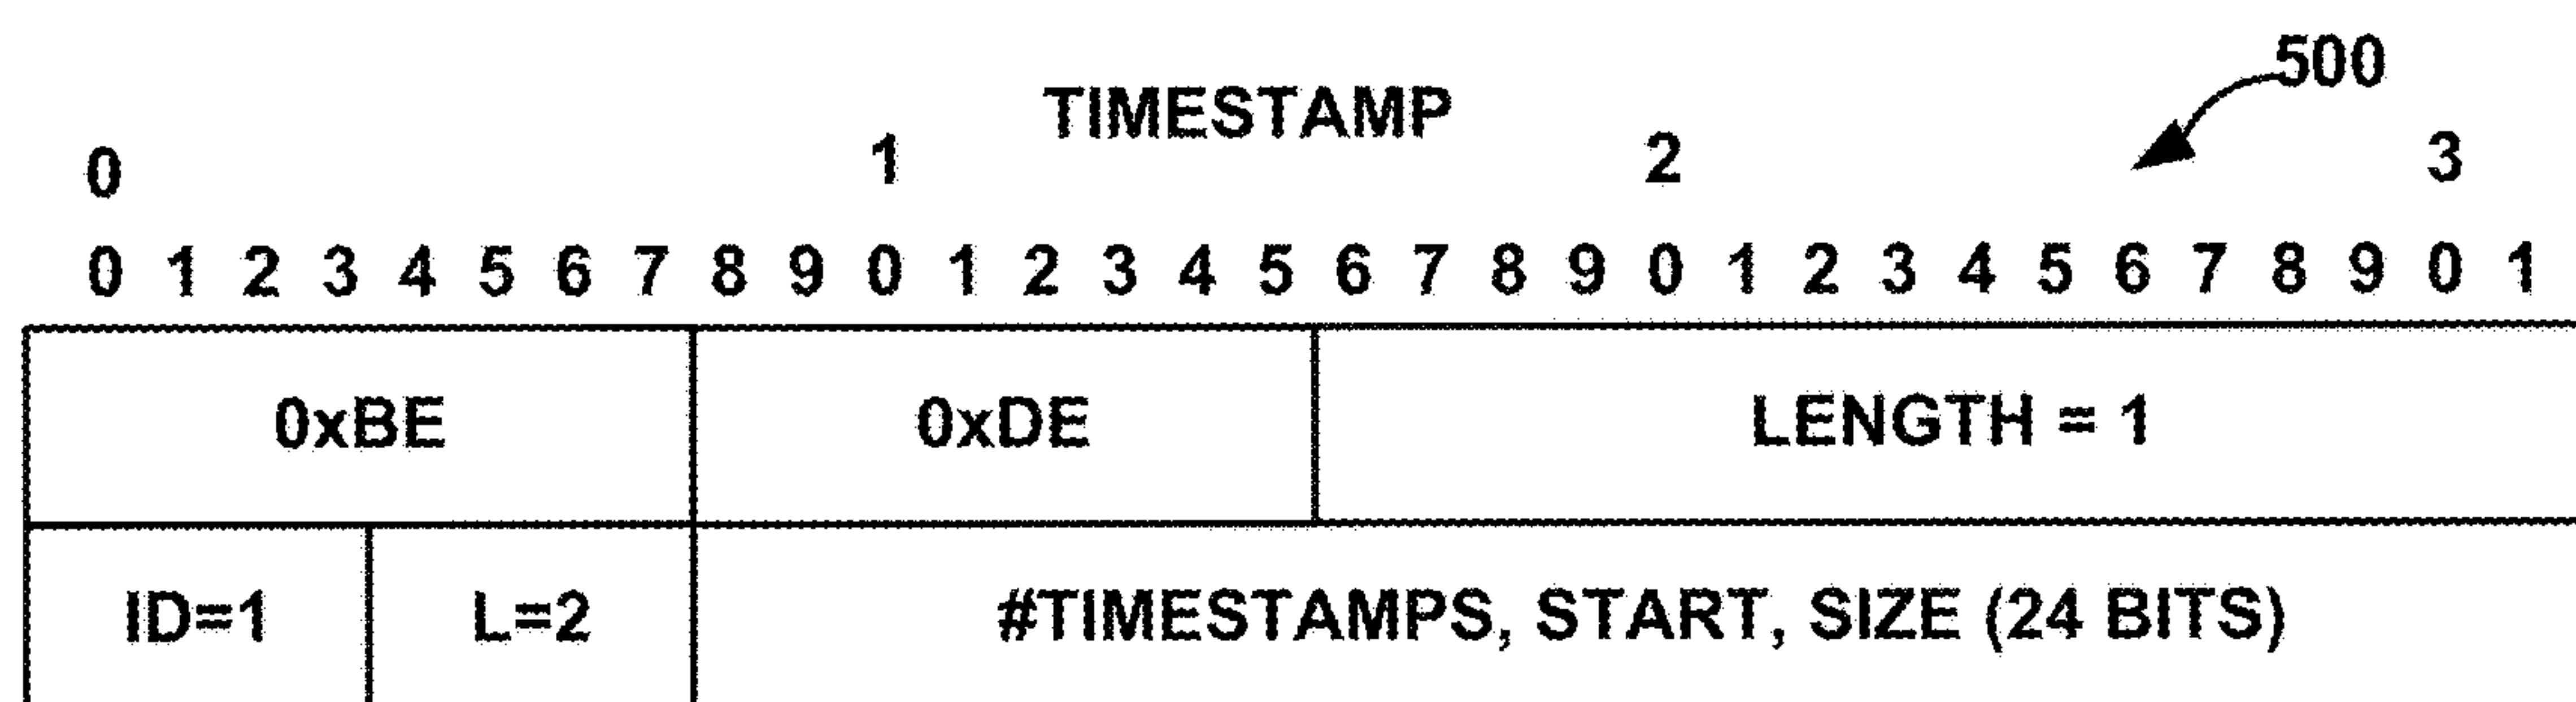 500
TIMESTAMP
0 1 2 3
0 1 2 3 4 5 6 7 8 9 0 1 2 3 4 5 6 7 8 9 0 1 2 3 4 5 6 7 8 9 0 1
0xBE 0xDE LENGTH = 1
ID=1 L=2 #TIMESTAMPS, START, SIZE (24 BITS)